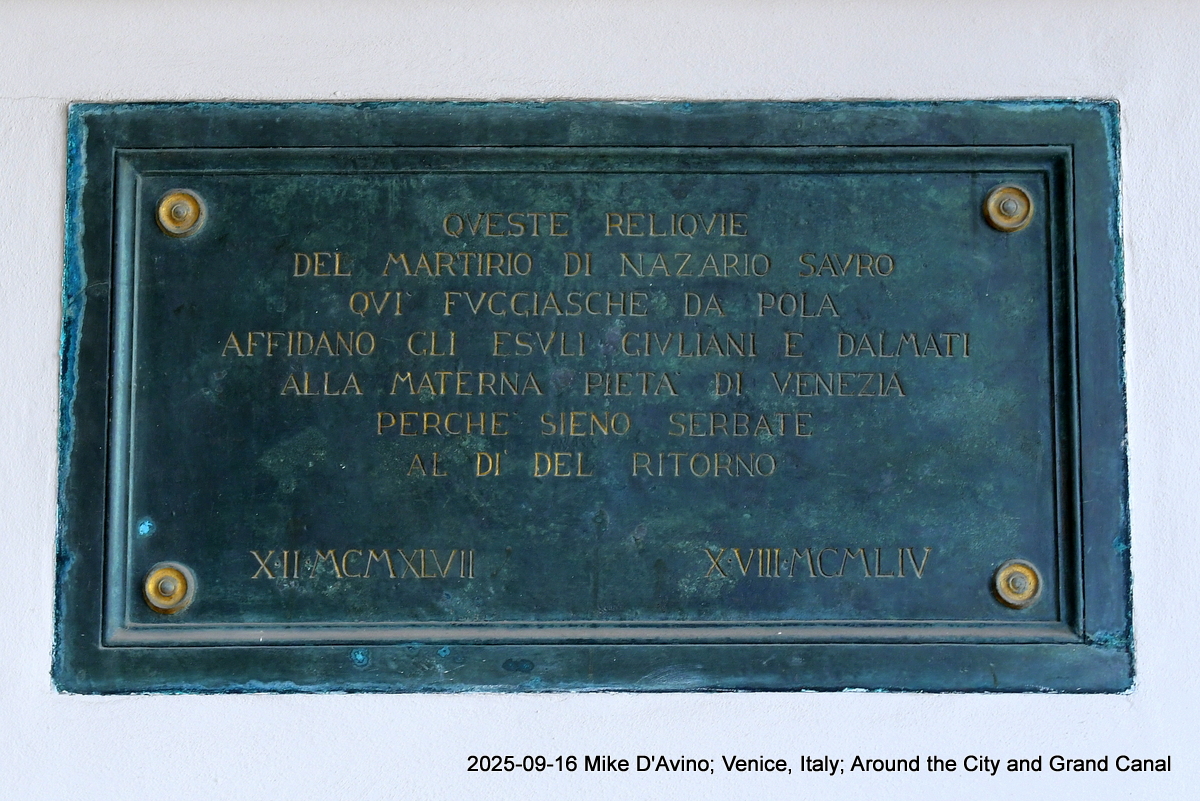 QVESTE RELIQVIE
DEL MARTIRIO DI NAZARIO SAVRO
QVI FVGGIASCHE DA POLA
AFFIDANO GLI ESVLI GIVLIANI E DALMATI
ALLA MATERNA PIETA' DI VENEZIA
PERCHE' SIENO SERBATE
AL DI' DEL RITORNO
X·II·MCMXLVII X·VIII·MCMLIV
2025-09-16 Mike D'Avino; Venice, Italy; Around the City and Grand Canal